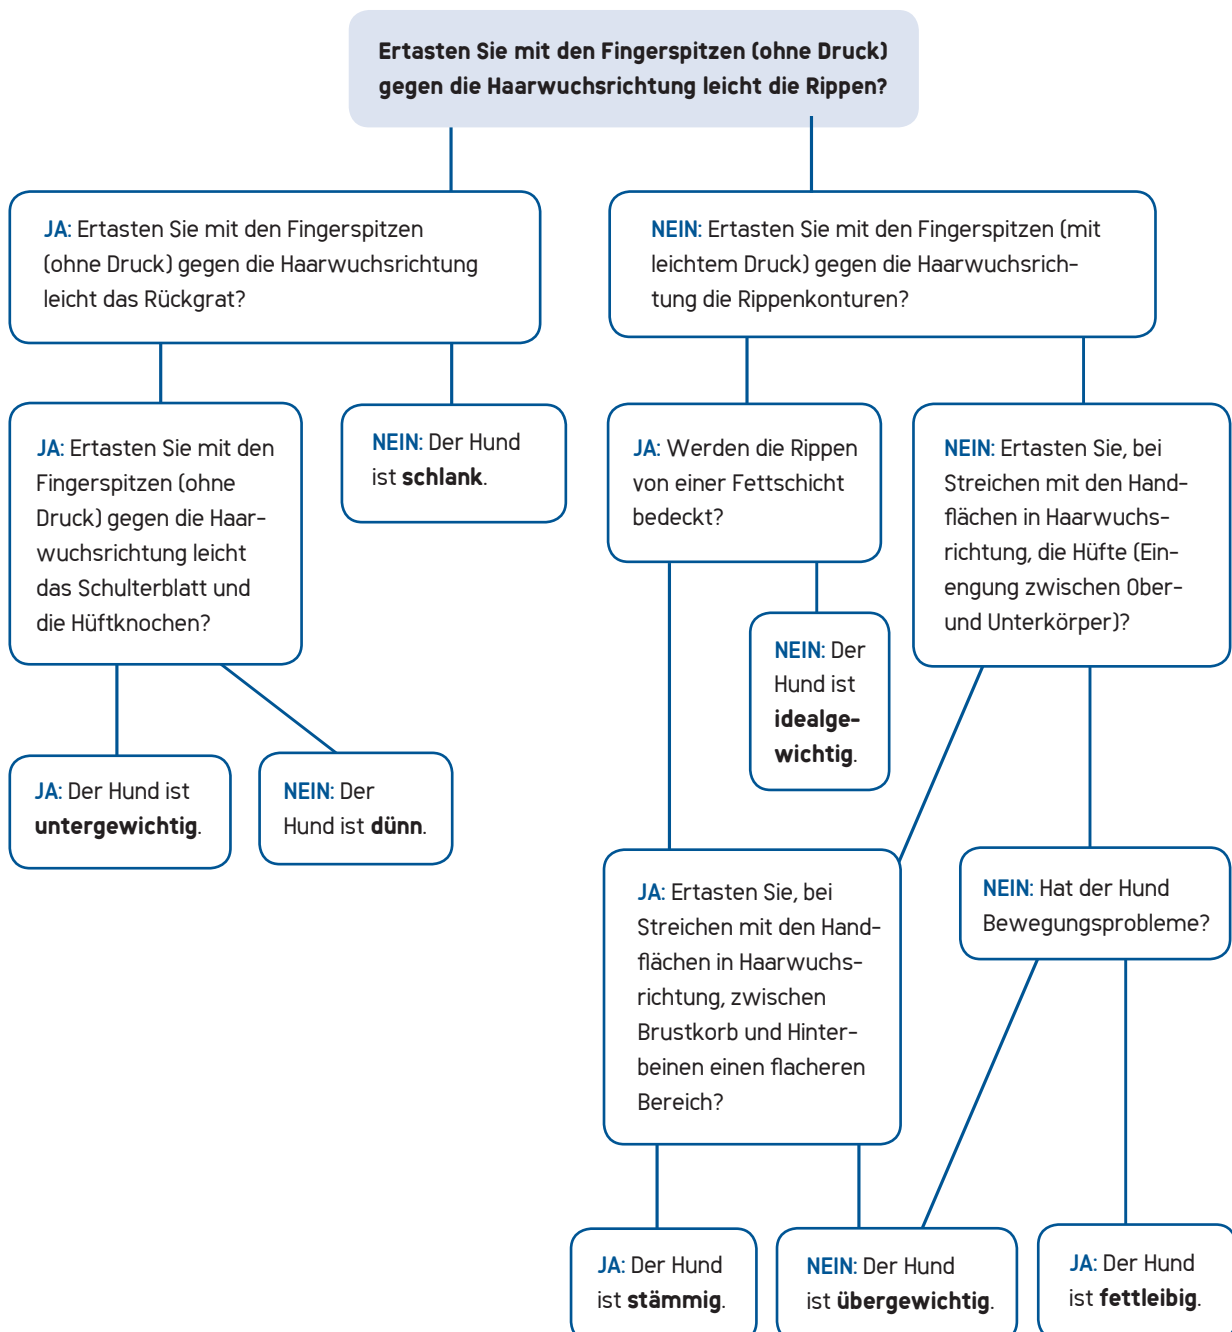 Ertasten Sie mit den Fingerspitzen (ohne Druck)
gegen die Haarwuchsrichtung leicht die Rippen?
JA: Ertasten Sie mit den Fingerspitzen
(ohne Druck) gegen die Haarwuchsrichtung
leicht das Rückgrat?
NEIN: Ertasten Sie mit den Fingerspitzen (mit
leichtem Druck) gegen die Haarwuchsrich-
tung die Rippenkonturen?
JA: Ertasten Sie mit den
Fingerspitzen (ohne
Druck) gegen die Haar-
wuchsrichtung leicht
das Schulterblatt und
die Hüftknochen?
NEIN: Der Hund
ist schlank.
JA: Werden die Rippen
von einer Fettschicht
bedeckt?
NEIN: Ertasten Sie, bei
Streichen mit den Hand-
flächen in Haarwuchs-
richtung, die Hüfte (Ein-
engung zwischen Ober-
und Unterkörper)?
NEIN: Der
Hund ist
idealge-
wichtig.
JA: Der Hund ist
untergewichtig.
NEIN: Der
Hund ist dünn.
JA: Ertasten Sie, bei
Streichen mit den Hand-
flächen in Haarwuchs-
richtung, zwischen
Brustkorb und Hinter-
beinen einen flacheren
Bereich?
NEIN: Hat der Hund
Bewegungsprobleme?
JA: Der Hund
ist stämmig.
NEIN: Der Hund
ist übergewichtig.
JA: Der Hund
ist fettleibig.